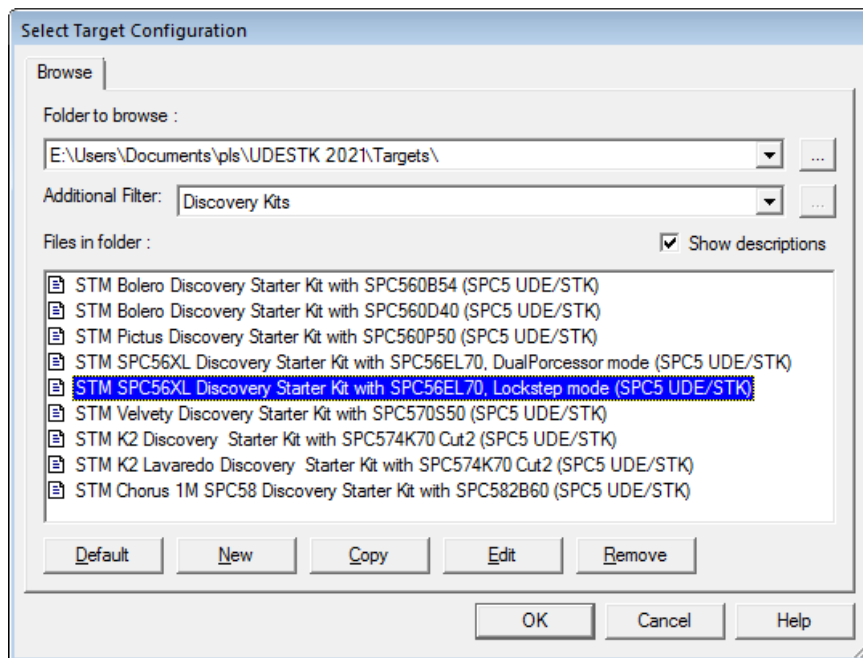 Select Target Configuration
Browse
Folder to browse :
E:\Users\Documents\pls\UDESTK 2021\Targets\
...
Additional Filter:
Discovery Kits
...
Files in folder :
Show descriptions
STM Bolero Discovery Starter Kit with SPC560B54 (SPC5 UDE/STK)
STM Bolero Discovery Starter Kit with SPC560D40 (SPC5 UDE/STK)
STM Pictus Discovery Starter Kit with SPC560P50 (SPC5 UDE/STK)
STM SPC56XL Discovery Starter Kit with SPC56EL70, DualPorcessor mode (SPC5 UDE/STK)
STM SPC56XL Discovery Starter Kit with SPC56EL70, Lockstep mode (SPC5 UDE/STK)
STM Velvety Discovery Starter Kit with SPC570S50 (SPC5 UDE/STK)
STM K2 Discovery  Starter Kit with SPC574K70 Cut2 (SPC5 UDE/STK)
STM K2 Lavaredo Discovery  Starter Kit with SPC574K70 Cut2 (SPC5 UDE/STK)
STM Chorus 1M SPC58 Discovery Starter Kit with SPC582B60 (SPC5 UDE/STK)
Default New Copy Edit Remove
OK Cancel Help